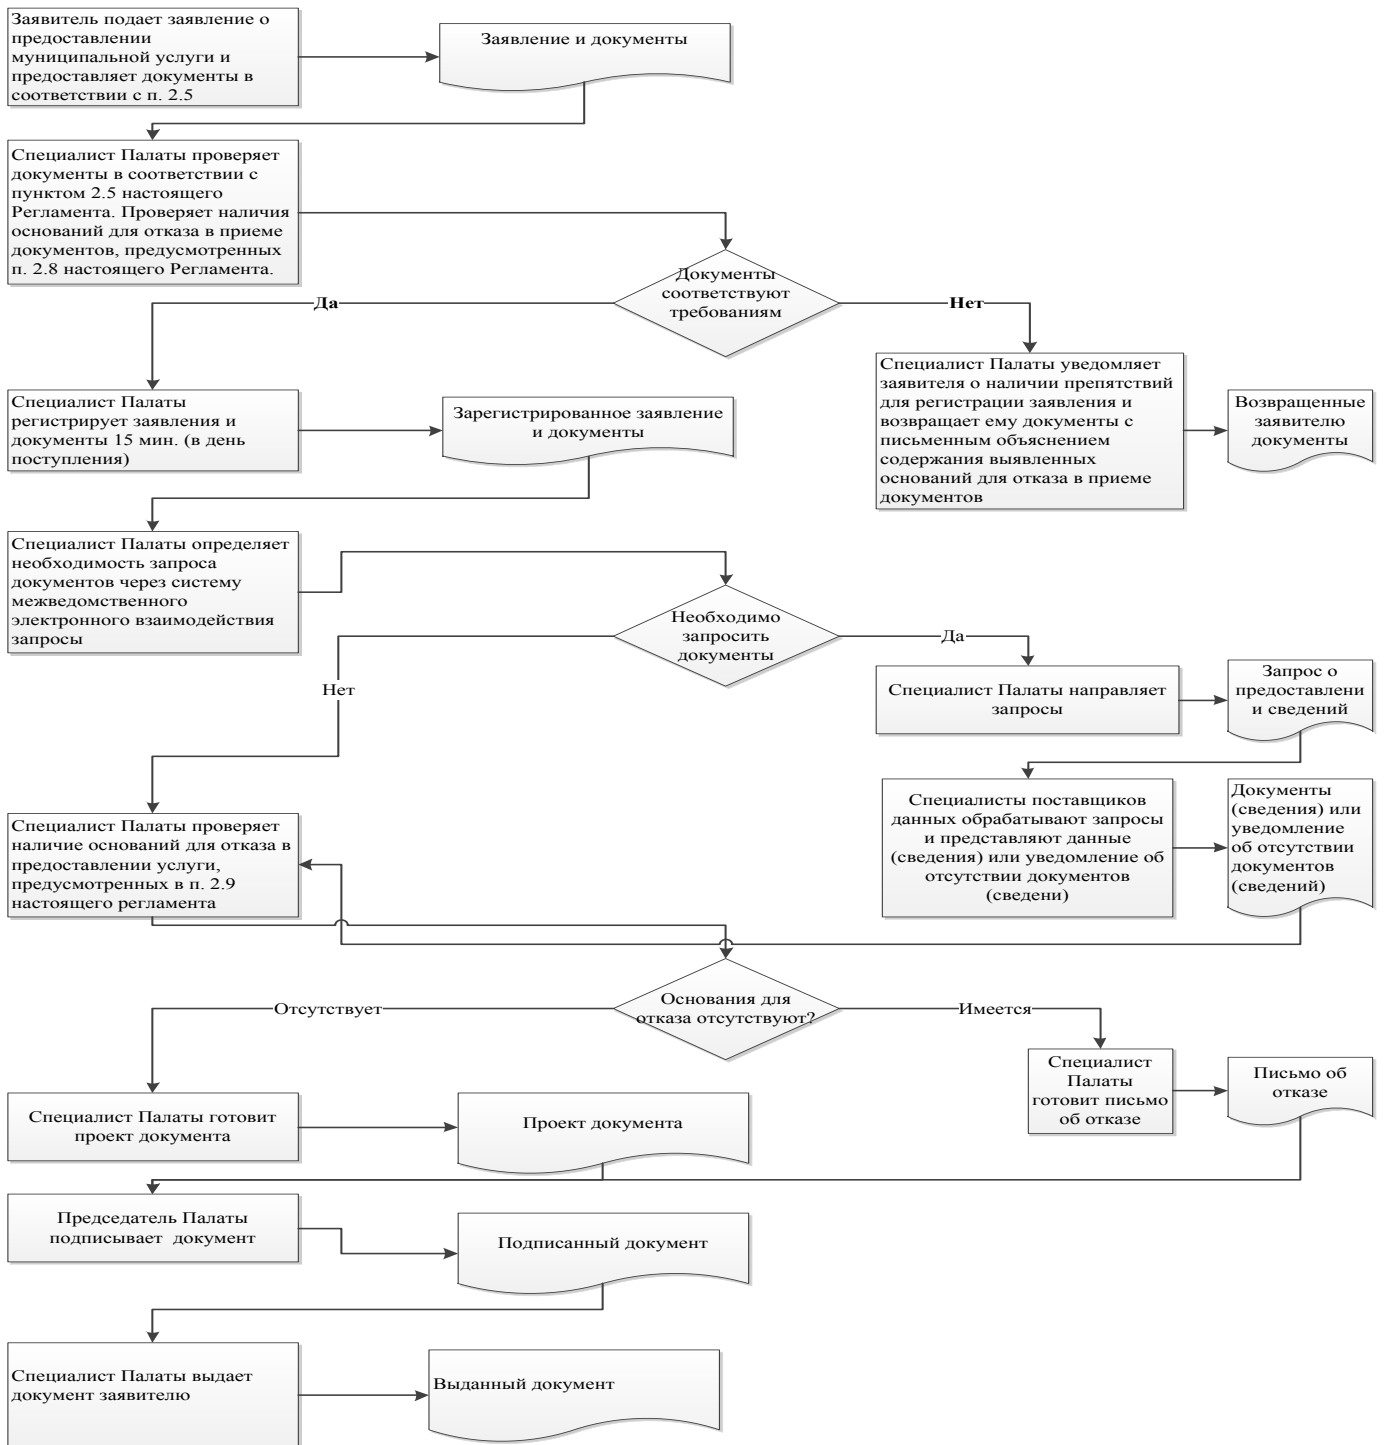 Заявитель подает заявление о
предоставлении
муниципальной услуги и
предоставляет документы в
соответствии с п. 2.5
Заявление и документы
Специалист Палаты проверяет
документы в соответствии с
пунктом 2.5 настоящего
Регламента. Проверяет наличия
оснований для отказа в приеме
документов, предусмотренных
п. 2.8 настоящего Регламента.
Документы
соответствуют
требованиям
Да
Нет
Специалист Палаты
регистрирует заявления и
документы 15 мин. (в день
поступления)
Зарегистрированное заявление
и документы
Специалист Палаты уведомляет
заявителя о наличии препятствий
для регистрации заявления и
возвращает ему документы с
письменным объяснением
содержания выявленных
оснований для отказа в приеме
документов
Возвращенные
заявителю
документы
Специалист Палаты определяет
необходимость запроса
документов через систему
межведомственного
электронного взаимодействия
запросы
Необходимо
запросить
документы
Да
Нет
Специалист Палаты направляет
запросы
Запрос о
предоставлени
и сведений
Специалисты поставщиков
данных обрабатывают запросы
и представляют данные
(сведения) или уведомление об
отсутствии документов
(сведени)
Документы
(сведения) или
уведомление
об отсутствии
документов
(сведений)
Специалист Палаты проверяет
наличие оснований для отказа в
предоставлении услуги,
предусмотренных в п. 2.9
настоящего регламента
Основания для
отказа отсутствуют?
Отсутствует
Имеется
Специалист
Палаты
готовит письмо
об отказе
Письмо об
отказе
Специалист Палаты готовит
проект документа
Проект документа
Председатель Палаты
подписывает документ
Подписанный документ
Специалист Палаты выдает
документ заявителю
Выданный документ